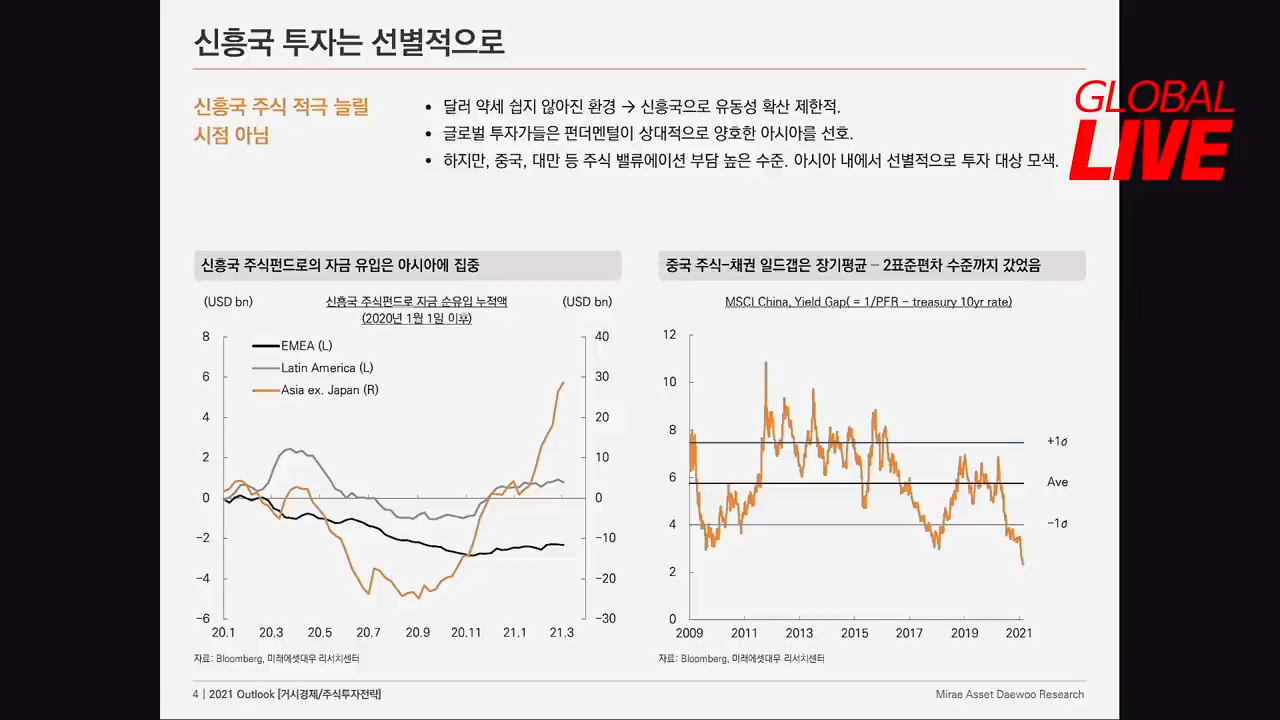 신흥국 투자는 선별적으로
GLOBAL
LIVE
신흥국 주식 적극 늘릴
시점 아님
• 달러 약세 쉽지 않아진 환경 → 신흥국으로 유동성 확산 제한적.
• 글로벌 투자가들은 펀더멘털이 상대적으로 양호한 아시아를 선호.
• 하지만, 중국, 대만 등 주식 밸류에이션 부담 높은 수준. 아시아 내에서 선별적으로 투자 대상 모색.
신흥국 주식펀드로의 자금 유입은 아시아에 집중
(USD bn)
신흥국 주식펀드로 자금 순유입 누적액
(2020년 1월 1일 이후)
(USD bn)
EMEA (L)
Latin America (L)
Asia ex. Japan (R)
8
6
4
2
0
−2
−4
−6
40
30
20
10
0
−10
−20
−30
20.1 20.3 20.5 20.7 20.9 20.11 21.1 21.3
자료: Bloomberg, 미래에셋대우 리서치센터
중국 주식-채권 일드갭은 장기평균 – 2표준편차 수준까지 갔었음
MSCI China, Yield Gap( = 1/PER − treasury 10yr rate)
12
10
8
6
4
2
0
+1σ
Ave
−1σ
2009 2011 2013 2015 2017 2019 2021
자료: Bloomberg, 미래에셋대우 리서치센터
4 | 2021 Outlook [거시경제/주식투자전략]
Mirae Asset Daewoo Research